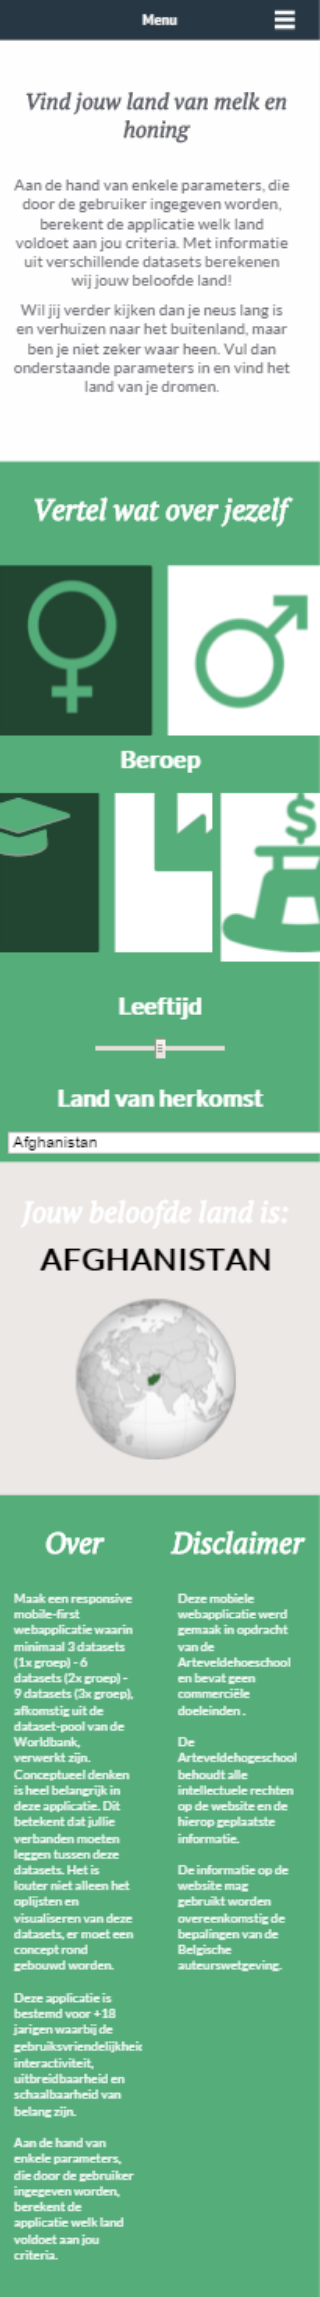 Menu
Vind jouw land van melk en
honing
Aan de hand van enkele parameters, die
door de gebruiker ingegeven worden,
berekent de applicatie welk land
voldoet aan jou criteria. Met informatie
uit verschillende datasets berekenen
wij jouw beloofde land!
Wil jij verder kijken dan je neus lang is
en verhuizen naar het buitenland, maar
ben je niet zeker waar heen. Vul dan
onderstaande parameters in en vind het
land van je dromen.
Vertel wat over jezelf
Beroep
$
Leeftijd
Land van herkomst
Afghanistan
Jouw beloofde land is:
AFGHANISTAN
Over
Maak een responsive
mobile-first
webapplicatie waarin
minimaal 3 datasets
(1x groep) - 6
datasets (2x groep) -
9 datasets (3x groep),
afkomstig uit de
dataset-pool van de
Worldbank,
verwerkt zijn.
Conceptueel denken
is heel belangrijk in
deze applicatie. Dit
betekent dat jullie
verbanden moeten
leggen tussen deze
datasets. Het is
louter niet alleen het
oplijsten en
visualiseren van deze
datasets, er moet een
concept rond
gebouwd worden.
Deze applicatie is
bestemd voor +18
jarigen waarbij de
gebruiksvriendelijkheid
interactiviteit,
uitbreidbaarheid en
schaalbaarheid van
belang zijn.
Aan de hand van
enkele parameters,
die door de gebruiker
ingegeven worden,
berekent de
applicatie welk land
voldoet aan jou
criteria.
Disclaimer
Deze mobiele
webapplicatie werd
gemaak in opdracht
van de
Arteveldehoeschool
en bevat geen
commerciële
doeleinden .
De
Arteveldehogeschool
behoudt alle
intellectuele rechten
op de website en de
hierop geplaatste
informatie.
De informatie op de
website mag
gebruikt worden
overeenkomstig de
bepalingen van de
Belgische
auteurswetgeving.